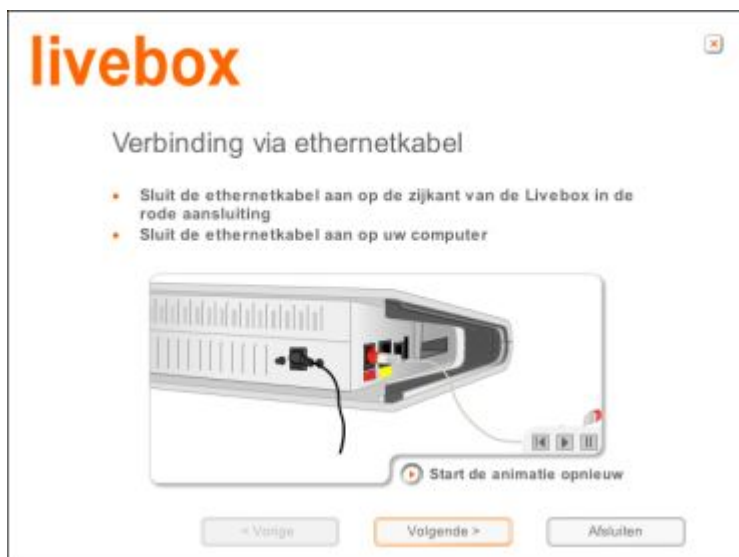 livebox
Verbinding via ethernetkabel
Sluit de ethernetkabel aan op de zijkant van de Livebox in de
rode aansluiting
Sluit de ethernetkabel aan op uw computer
Start de animatie opnieuw
< Vorige
Volgende >
Afsluiten